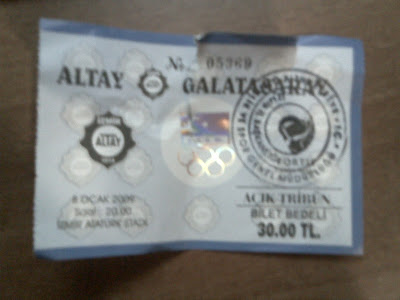 No 05369
ALTAY GALATASARAY
ALTAY
8 OCAK 2009
Saat: 20.00
İZMİR ATATÜRK STADI
AÇIK TRİBÜN
BİLET BEDELİ
30.00 TL.